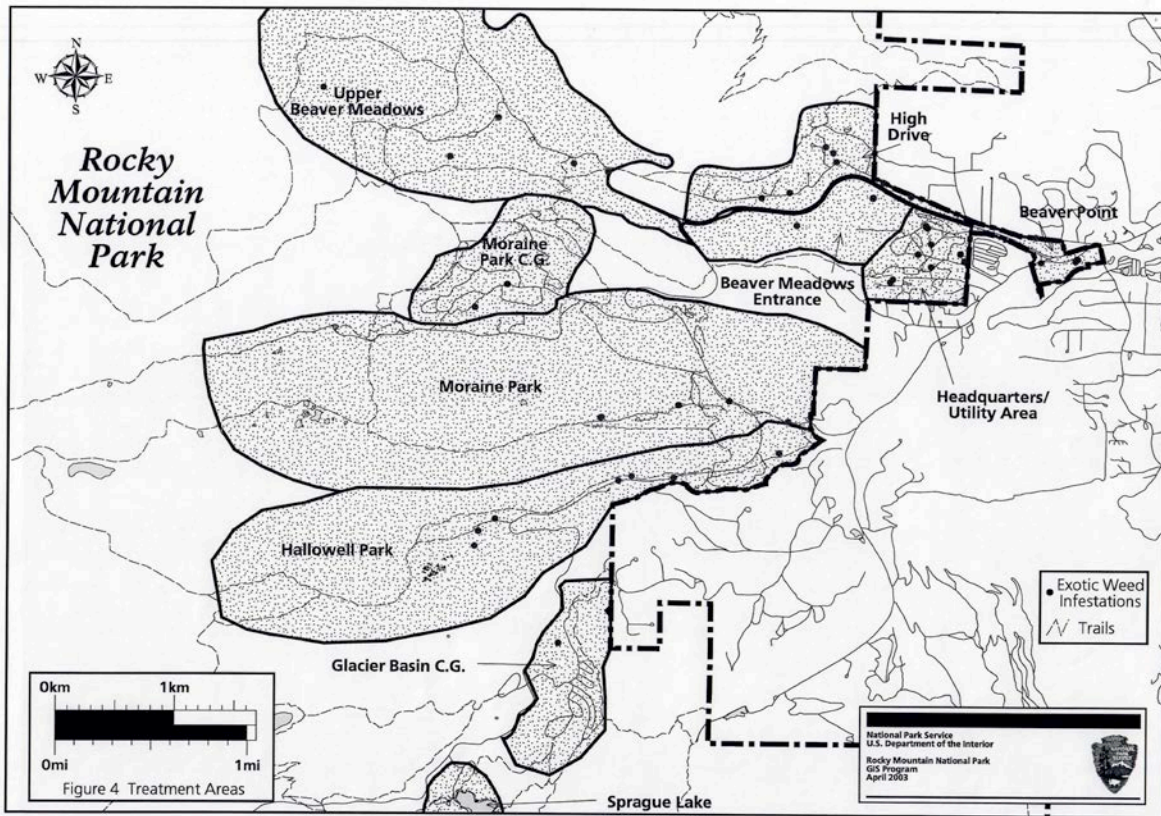 N
W E
S
Rocky
Mountain
National
Park
Upper
Beaver Meadows
High
Drive
Beaver Point
Moraine
Park C.G.
Beaver Meadows
Entrance
Moraine Park
Headquarters/
Utility Area
Hallowell Park
Glacier Basin C.G.
Sprague Lake
Exotic Weed
Infestations
Trails
0km 1km
0mi 1mi
Figure 4 Treatment Areas
National Park Service
U.S. Department of the Interior
Rocky Mountain National Park
GIS Program
April 2003